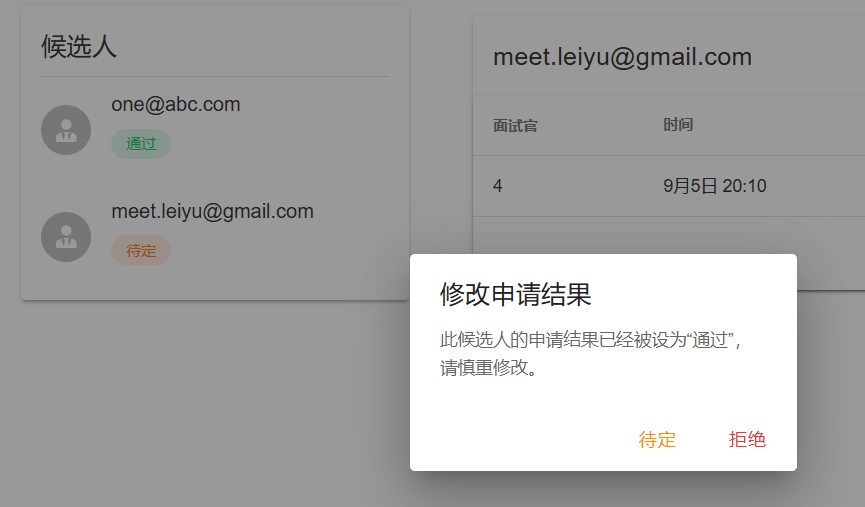 候选人
one@abc.com
通过
meet.leiyu@gmail.com
待定
meet.leiyu@gmail.com
面试官 时间
4 9月5日 20:10
修改申请结果
此候选人的申请结果已经被设为“通过”，
请慎重修改。
待定 拒绝